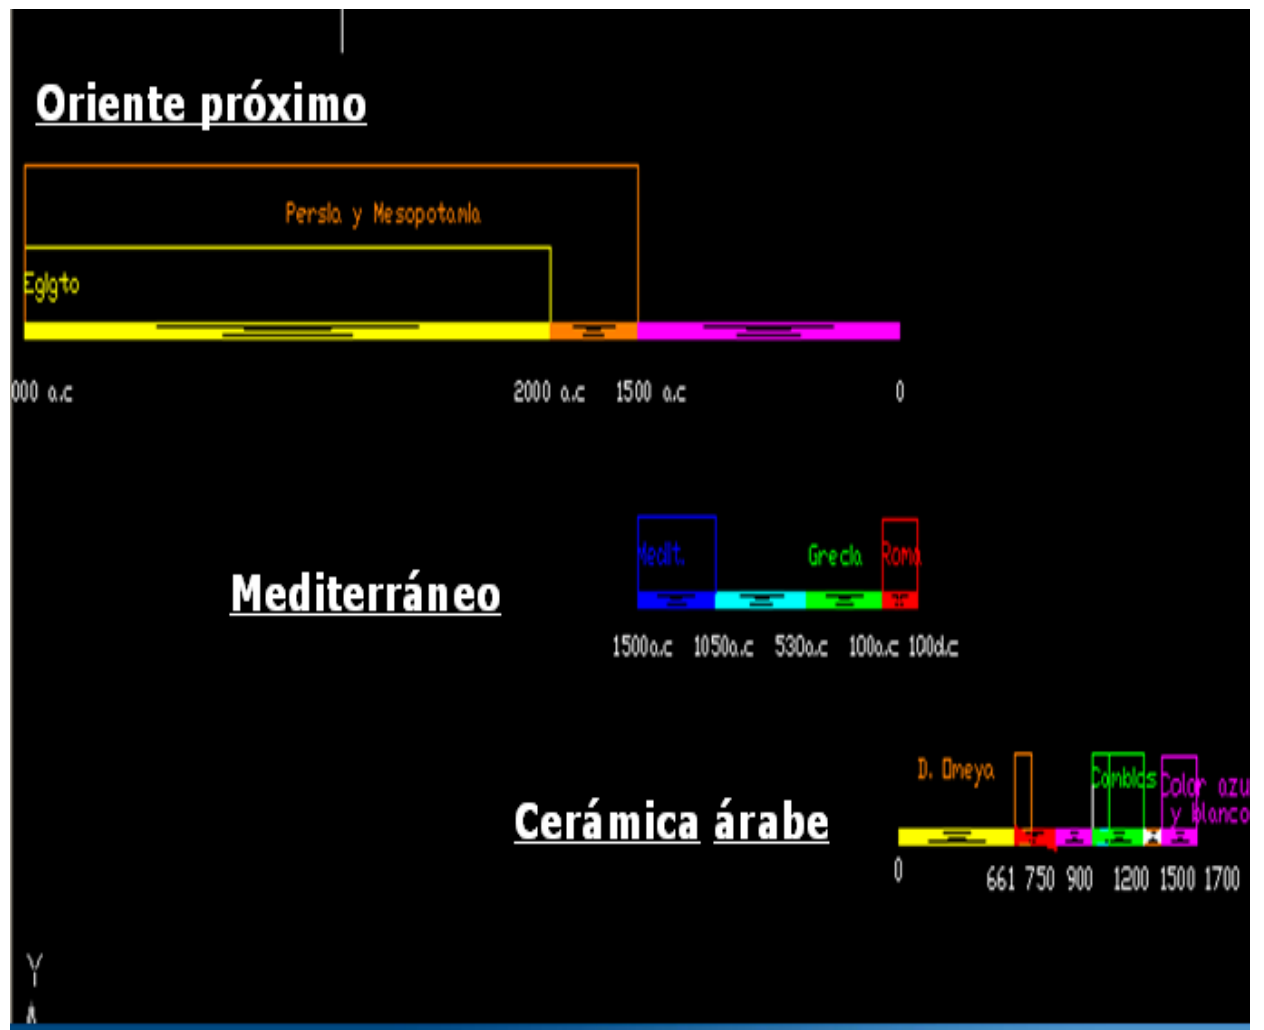 Oriente próximo
Persia y Mesopotamia
Egigto
000 a.c 2000 a.c 1500 a.c 0
Medit. Grecia Roma
Mediterráneo
1500a.c 1050a.c 530a.c 100a.c 100d.c
D. Omeya Cambios Color azu
y blanco
Cerámica árabe
0 661 750 900 1200 1500 1700
Y